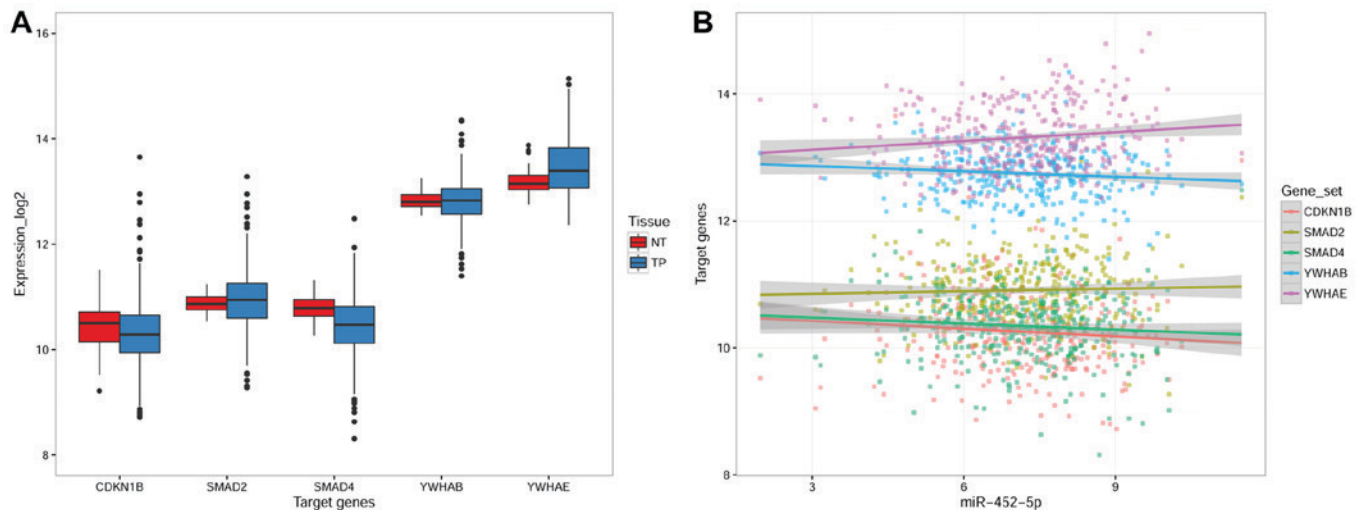 A
16
14
12
10
8
Expression_log2
CDKN1B SMAD2 SMAD4 YWHAB YWHAE
Target genes
Tissue
NT
TP
B
14
12
10
8
Target genes
3 6 9
miR-452-5p
Gene_set
CDKN1B
SMAD2
SMAD4
YWHAB
YWHAE